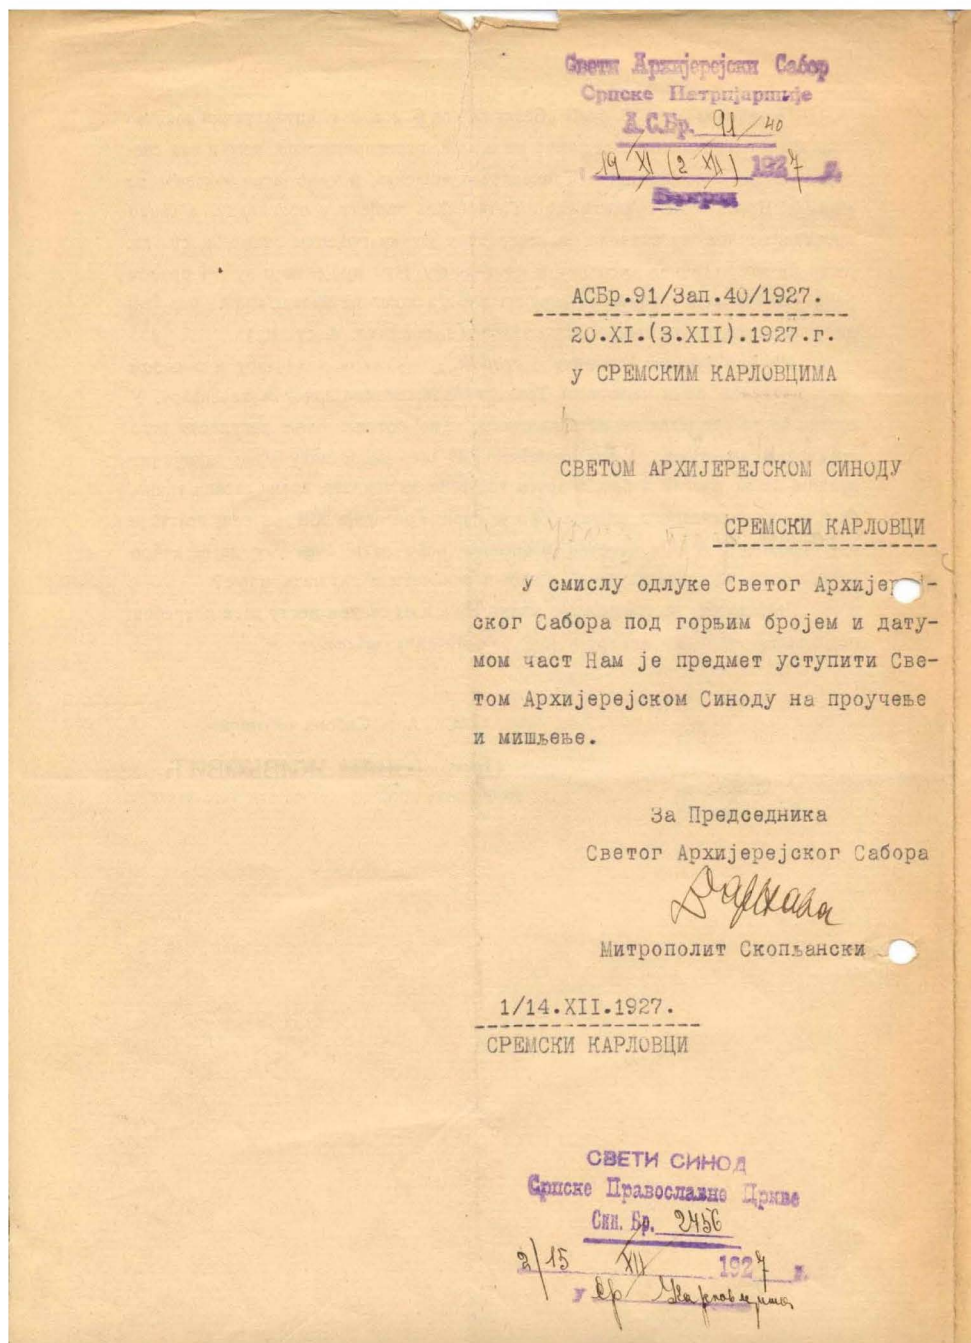 Свети Архијерејски Сабор
Српске Патријаршије
А.С.Бр. 91/40
19 XI (2 XII) 1927 г.
Београд
АСБр.91/Зап.40/1927.
20.XI.(3.XII).1927.г.
у СРЕМСКИМ КАРЛОВЦИМА
СВЕТОМ АРХИЈЕРЕЈСКОМ СИНОДУ
СРЕМСКИ КАРЛОВЦИ
У смислу одлуке Светог Архијереј-
ског Сабора под горњим бројем и дату-
мом част Нам је предмет уступити Све-
том Архијерејском Синоду на проучење
и мишљење.
За Председника
Светог Архијерејског Сабора
Варнава
Митрополит Скопљански
1/14.XII.1927.
СРЕМСКИ КАРЛОВЦИ
СВЕТИ СИНОД
Српске Православне Цркве
Син. Бр. 2456
2/15 XII 1927 г.
у Ср Карловцима